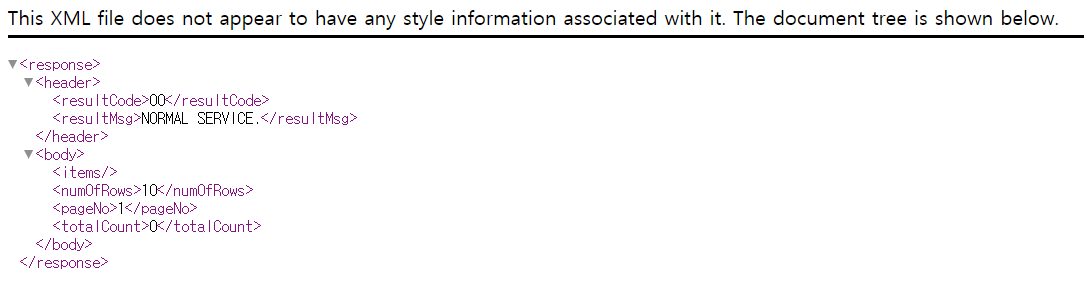 This XML file does not appear to have any style information associated with it. The document tree is shown below.
▼<response>
▼<header>
<resultCode>00</resultCode>
<resultMsg>NORMAL SERVICE.</resultMsg>
</header>
▼<body>
<items/>
<numOfRows>10</numOfRows>
<pageNo>1</pageNo>
<totalCount>0</totalCount>
</body>
</response>